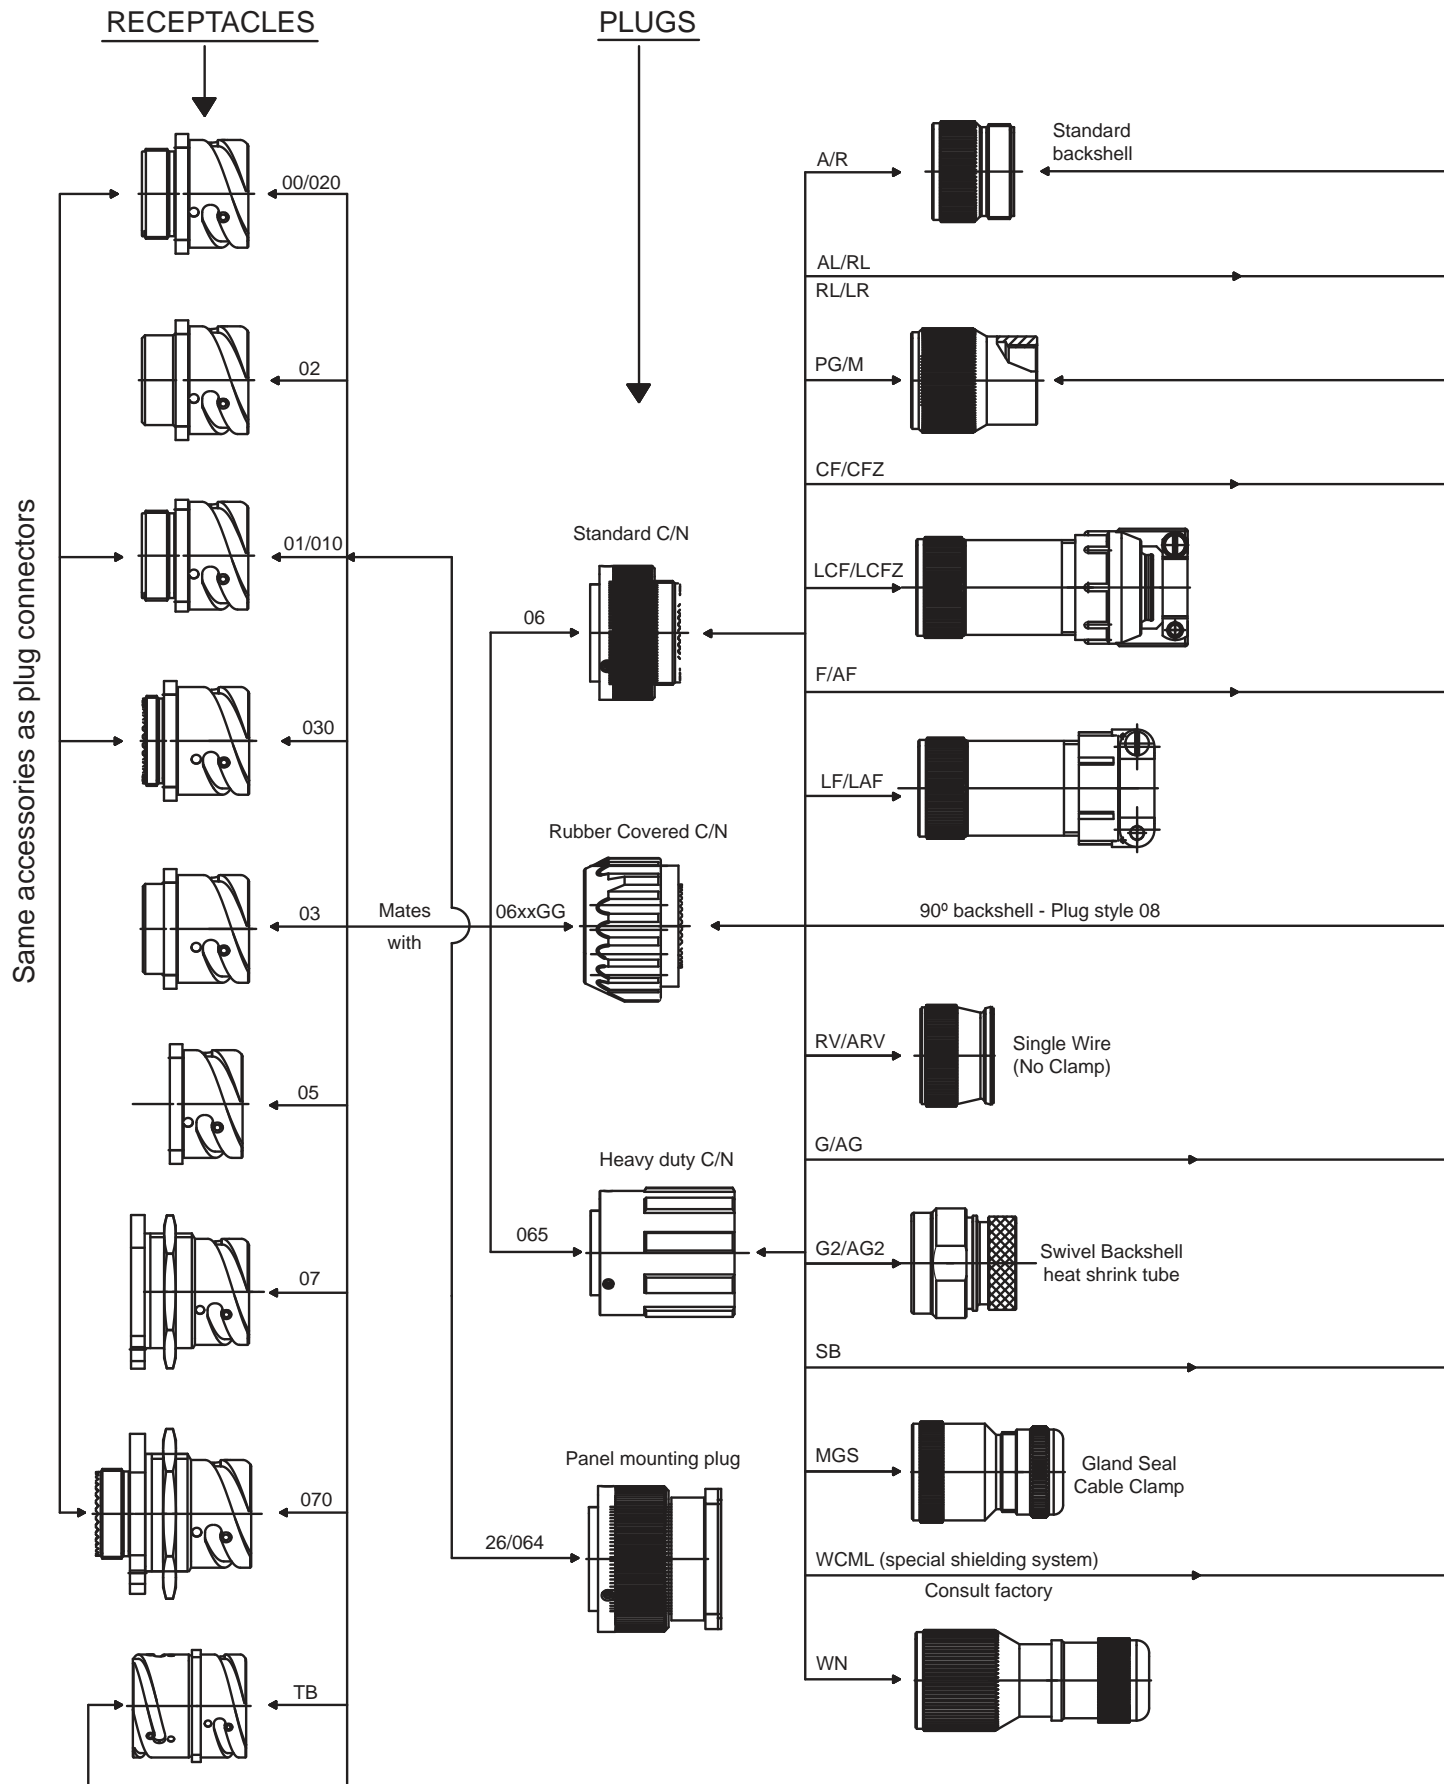 RECEPTACLES
PLUGS
Same accessories as plug connectors
00/020
02
01/010
030
03
05
07
070
TB
Mates
with
Standard C/N
06
Rubber Covered C/N
06xxGG
Heavy duty C/N
065
Panel mounting plug
26/064
A/R
Standard
backshell
AL/RL
RL/LR
PG/M
CF/CFZ
LCF/LCFZ
F/AF
LF/LAF
90º backshell - Plug style 08
RV/ARV
Single Wire
(No Clamp)
G/AG
G2/AG2
Swivel Backshell
heat shrink tube
SB
MGS
Gland Seal
Cable Clamp
WCML (special shielding system)
Consult factory
WN